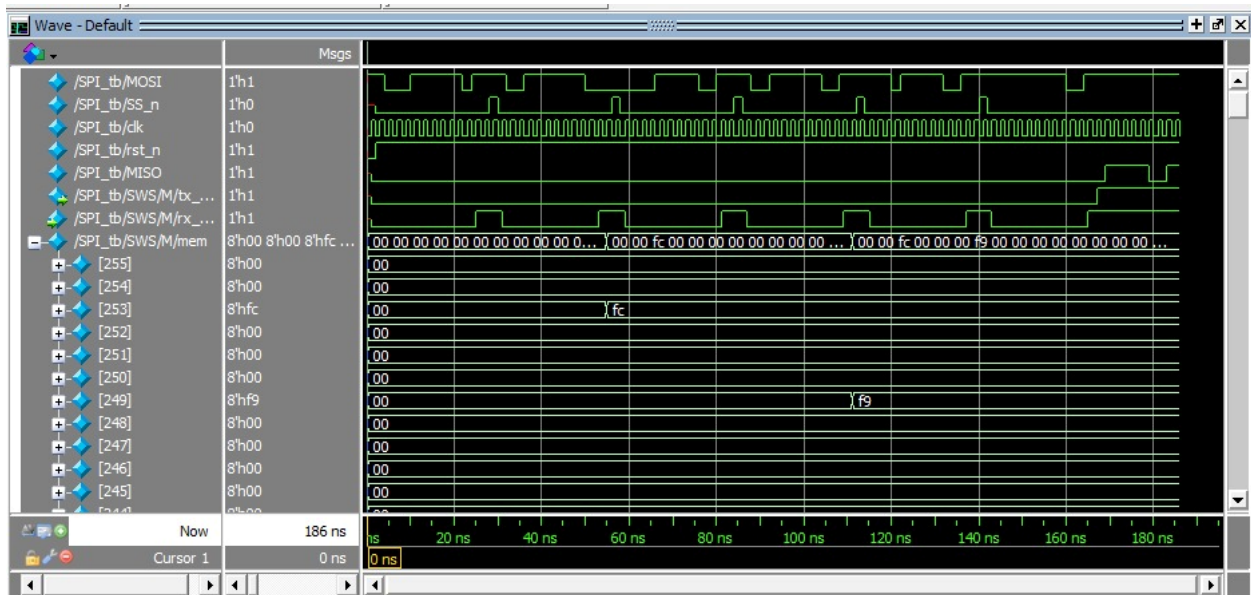 Wave - Default
Msgs
/SPI_tb/MOSI 1'h1
/SPI_tb/SS_n 1'h0
/SPI_tb/clk 1'h0
/SPI_tb/rst_n 1'h1
/SPI_tb/MISO 1'h1
/SPI_tb/SWS/M/tx_... 1'h1
/SPI_tb/SWS/M/rx_... 1'h1
/SPI_tb/SWS/M/mem 8'h00 8'h00 8'hfc ... 00 00 00 00 00 00 00 00 00 00 00 0... 00 00 fc 00 00 00 00 00 00 00 00 ... 00 00 fc 00 00 00 f9 00 00 00 00 00 00 00 00 ...
[255] 8'h00 00
[254] 8'h00 00
[253] 8'hfc 00 fc
[252] 8'h00 00
[251] 8'h00 00
[250] 8'h00 00
[249] 8'hf9 00 f9
[248] 8'h00 00
[247] 8'h00 00
[246] 8'h00 00
[245] 8'h00 00
Now 186 ns ns 20 ns 40 ns 60 ns 80 ns 100 ns 120 ns 140 ns 160 ns 180 ns
Cursor 1 0 ns 0 ns